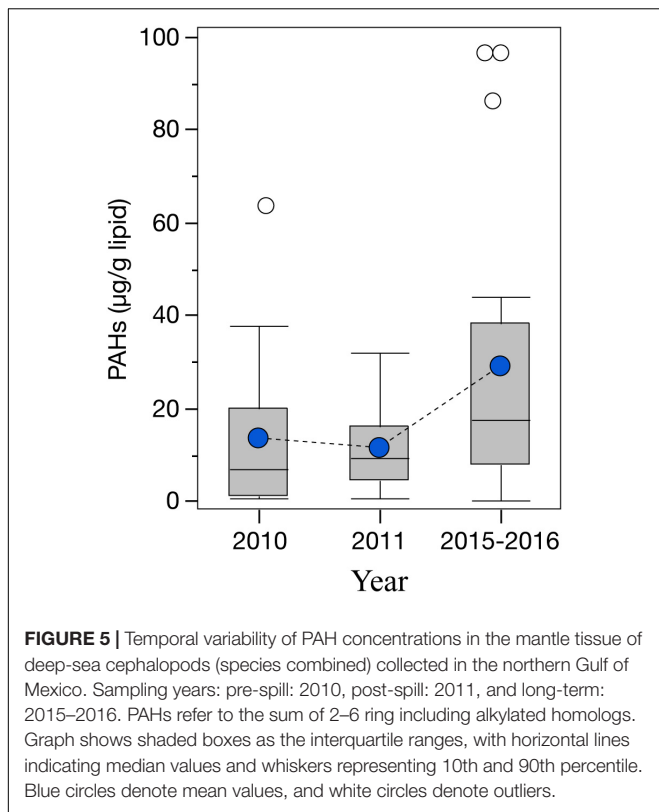 100
80
60
40
20
0
PAHs (µg/g lipid)
2010 2011 2015-2016
Year
FIGURE 5 | Temporal variability of PAH concentrations in the mantle tissue of
deep-sea cephalopods (species combined) collected in the northern Gulf of
Mexico. Sampling years: pre-spill: 2010, post-spill: 2011, and long-term:
2015–2016. PAHs refer to the sum of 2–6 ring including alkylated homologs.
Graph shows shaded boxes as the interquartile ranges, with horizontal lines
indicating median values and whiskers representing 10th and 90th percentile.
Blue circles denote mean values, and white circles denote outliers.